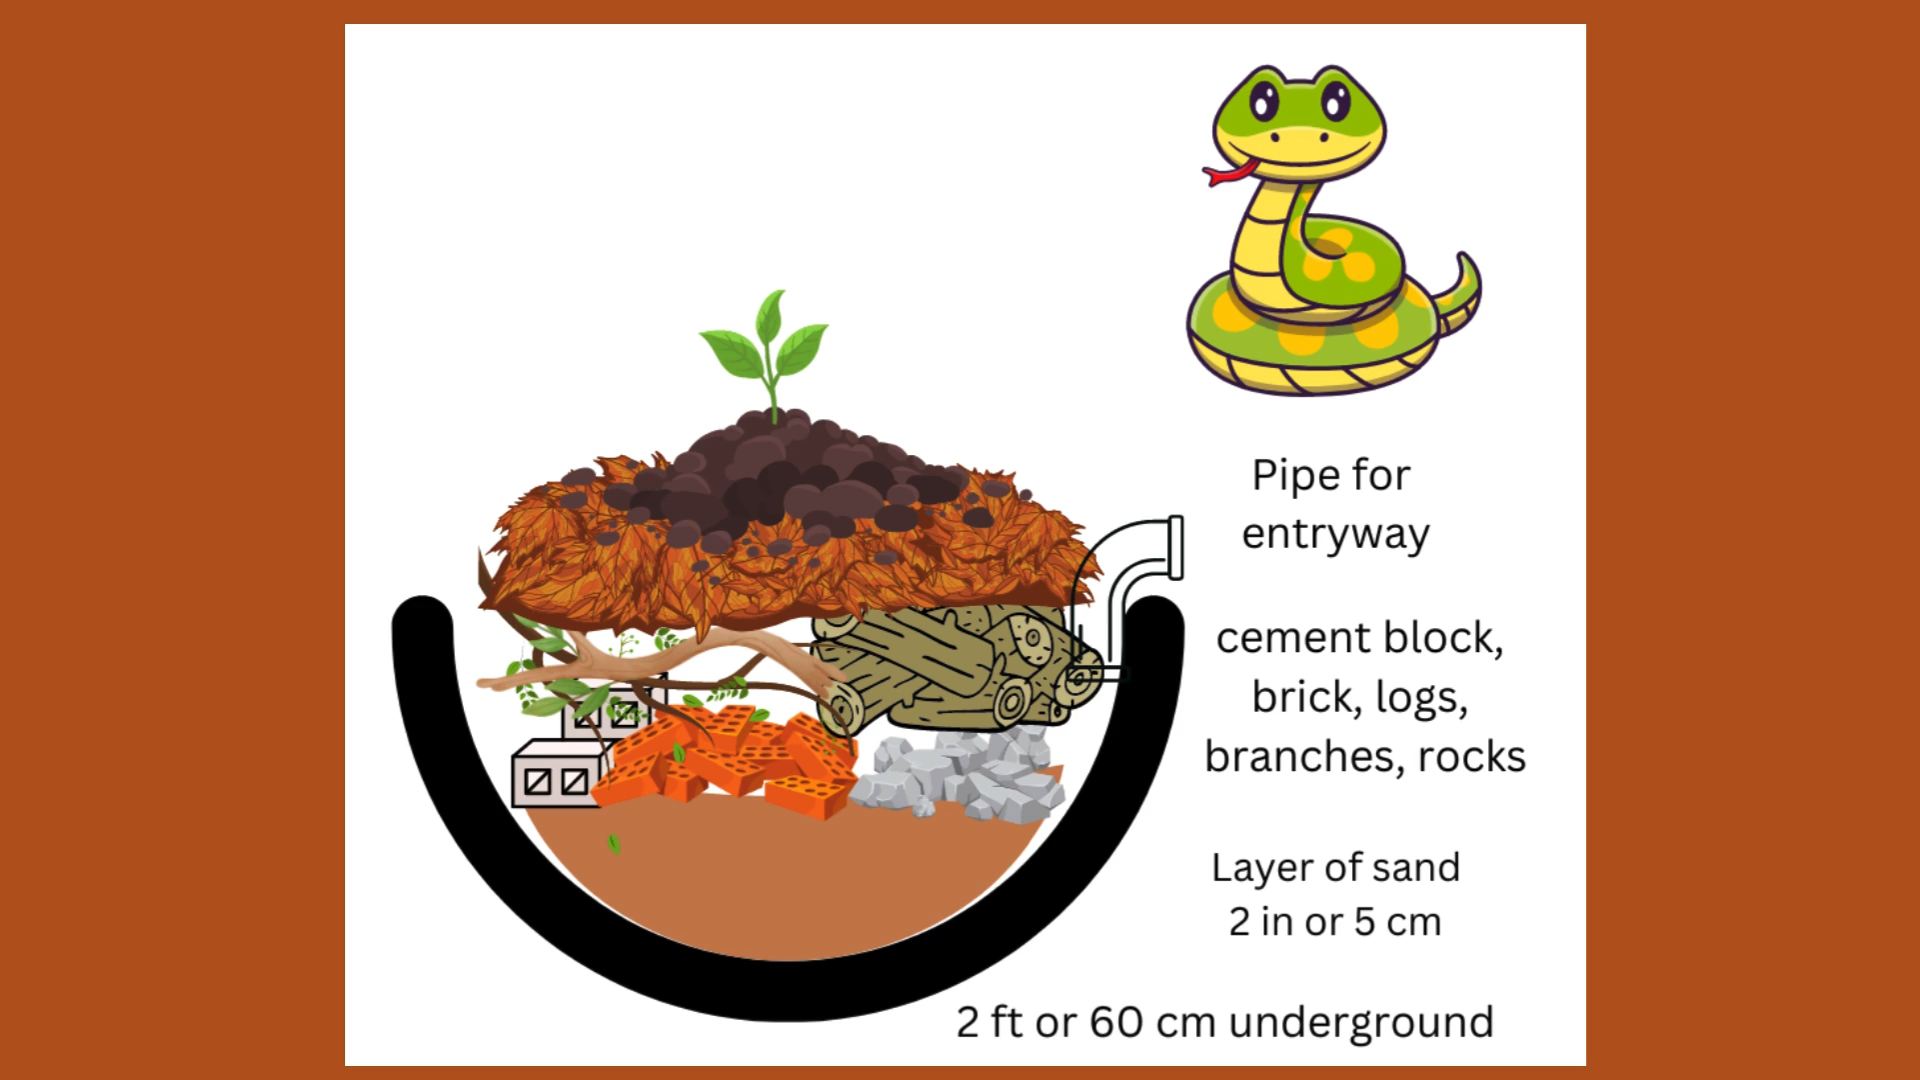 Pipe for
entryway
cement block,
brick, logs,
branches, rocks
Layer of sand
2 in or 5 cm
2 ft or 60 cm underground